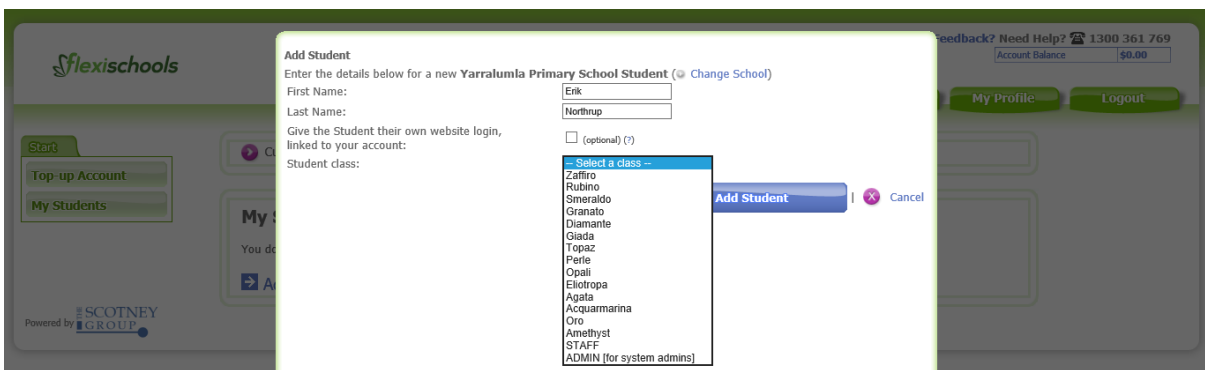 eedback? Need Help? ☎ 1300 361 769
Account Balance $0.00
flexischools
My Profile
Logout
Start
Top-up Account
My Students
Add Student
Enter the details below for a new Yarralumla Primary School Student ( Change School)
First Name: Erik
Last Name: Northrup
Give the Student their own website login,
linked to your account: (optional) (?)
Student class:
-- Select a class --
Zaffiro
Rubino
Smeraldo
Granato
Diamante
Giada
Topaz
Perle
Opali
Eliotropa
Agata
Acquarmarina
Oro
Amethyst
STAFF
ADMIN [for system admins]
Add Student | X Cancel
My
You do
Powered by SCOTNEY
GROUP